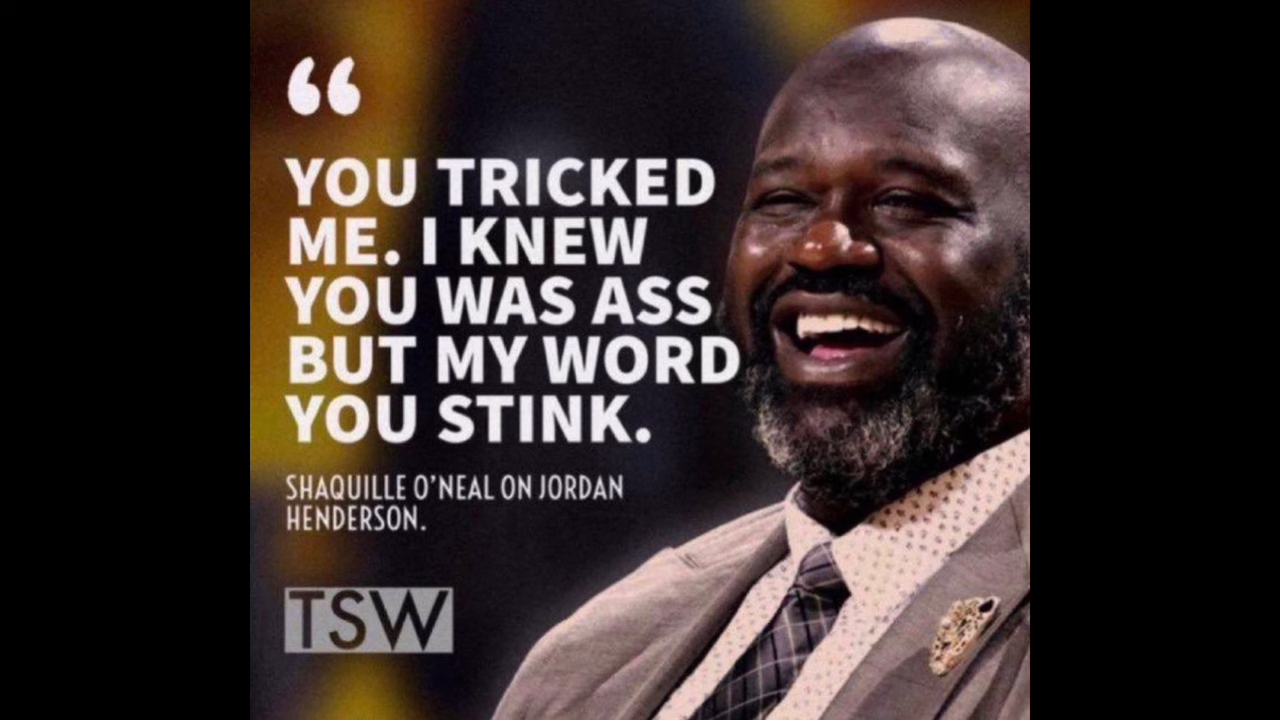 “
YOU TRICKED
ME. I KNEW
YOU WAS ASS
BUT MY WORD
YOU STINK.
SHAQUILLE O’NEAL ON JORDAN
HENDERSON.
TSW